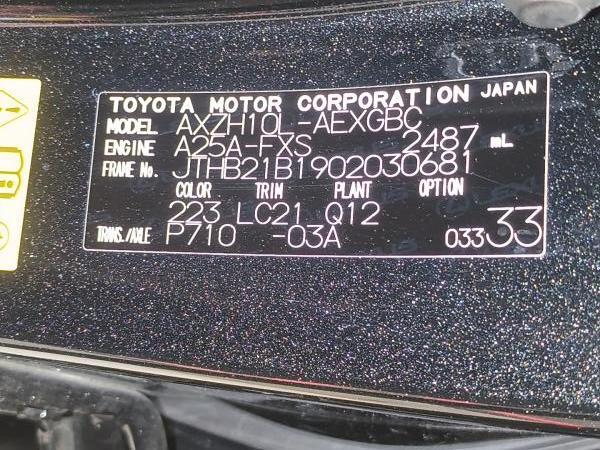 TOYOTA MOTOR CORPORATION JAPAN
MODEL AXZH10L-AEXGBC
ENGINE A25A-FXS 2487 mL
FRAME No. JTHB21B1902030681
COLOR TRIM PLANT OPTION
223 LC21 Q12
TRANS./AXLE P710 -03A 033 33